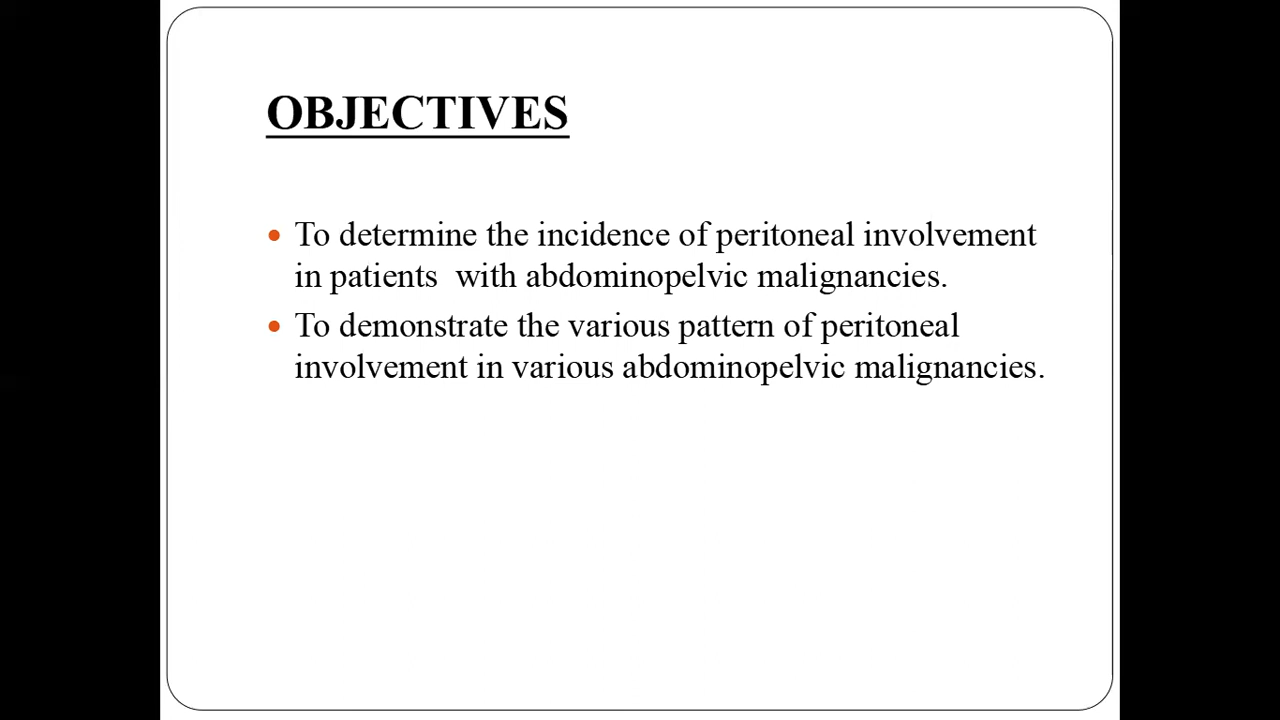 OBJECTIVES
• To determine the incidence of peritoneal involvement
in patients  with abdominopelvic malignancies.
• To demonstrate the various pattern of peritoneal
involvement in various abdominopelvic malignancies.